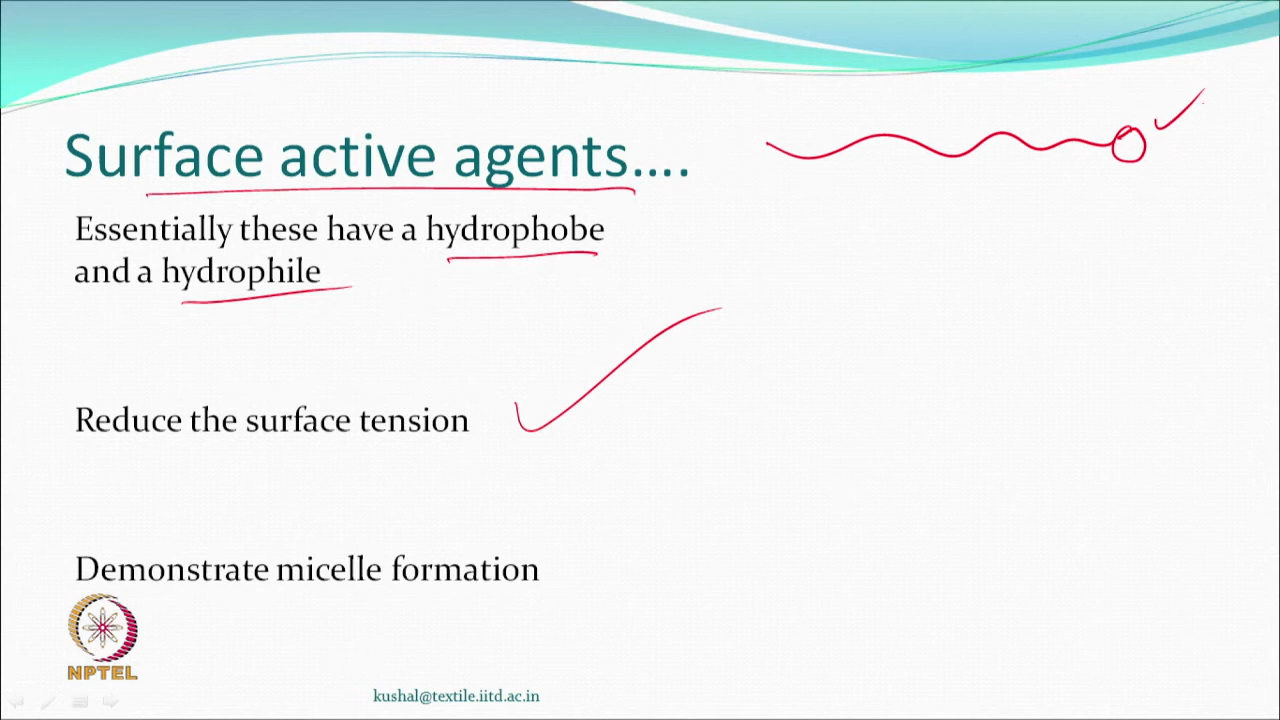 Surface active agents....
Essentially these have a hydrophobe
and a hydrophile
Reduce the surface tension
Demonstrate micelle formation
NPTEL
kushal@textile.iitd.ac.in